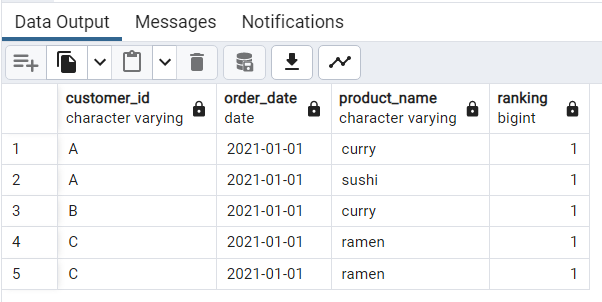 Data Output Messages Notifications
customer_id order_date product_name ranking
character varying date character varying bigint
1 A 2021-01-01 curry 1
2 A 2021-01-01 sushi 1
3 B 2021-01-01 curry 1
4 C 2021-01-01 ramen 1
5 C 2021-01-01 ramen 1